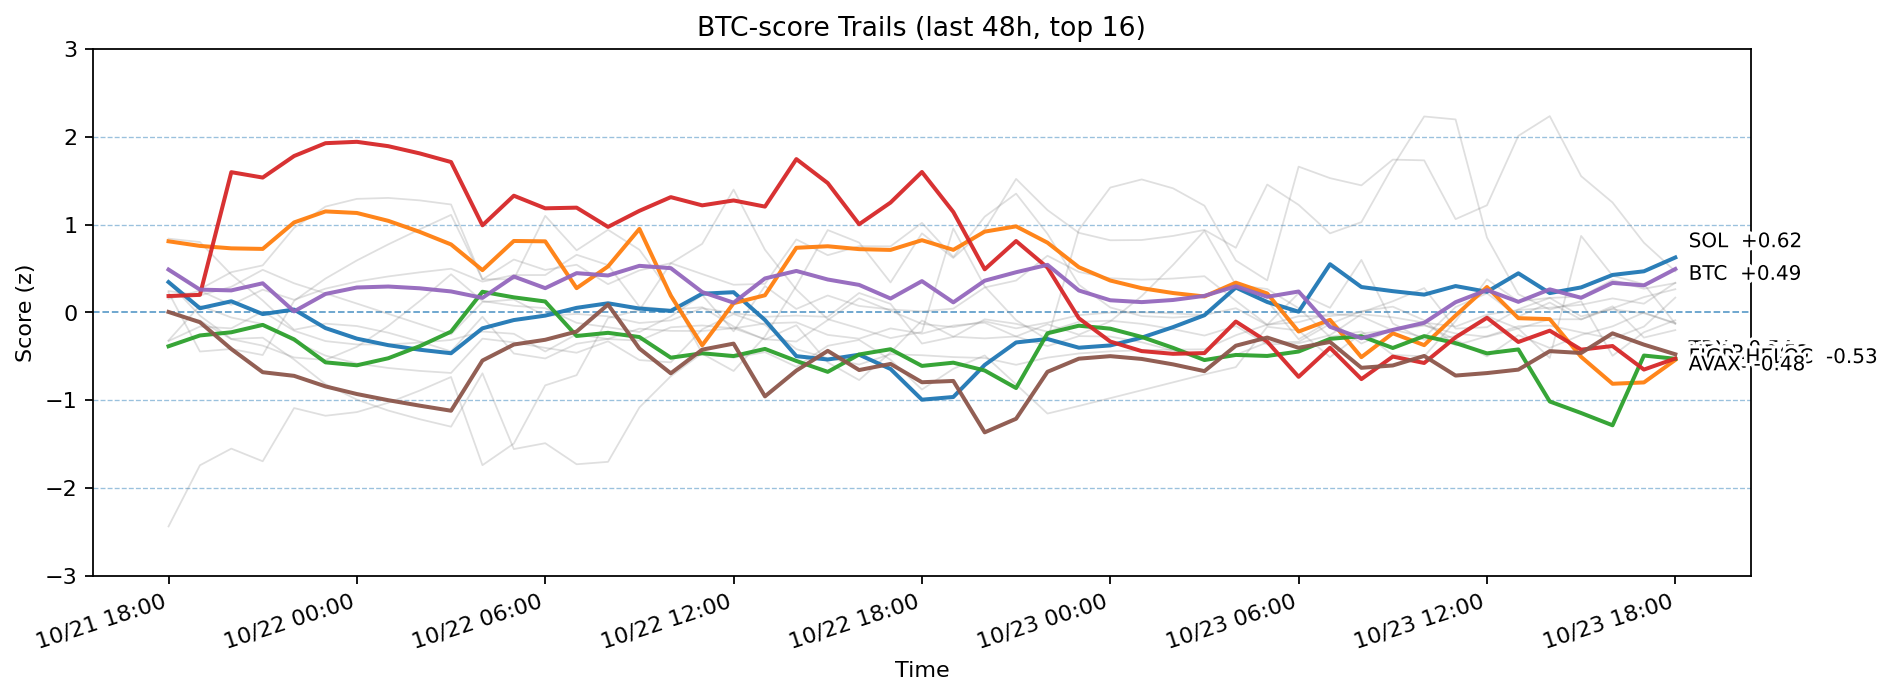 BTC-score Trails (last 48h, top 16)
3
2
1
0
−1
−2
−3
Score (z)
SOL +0.62
BTC +0.49
-0.53
AVAX -0.48
10/21 18:00
10/22 00:00
10/22 06:00
10/22 12:00
10/22 18:00
10/23 00:00
10/23 06:00
10/23 12:00
10/23 18:00
Time